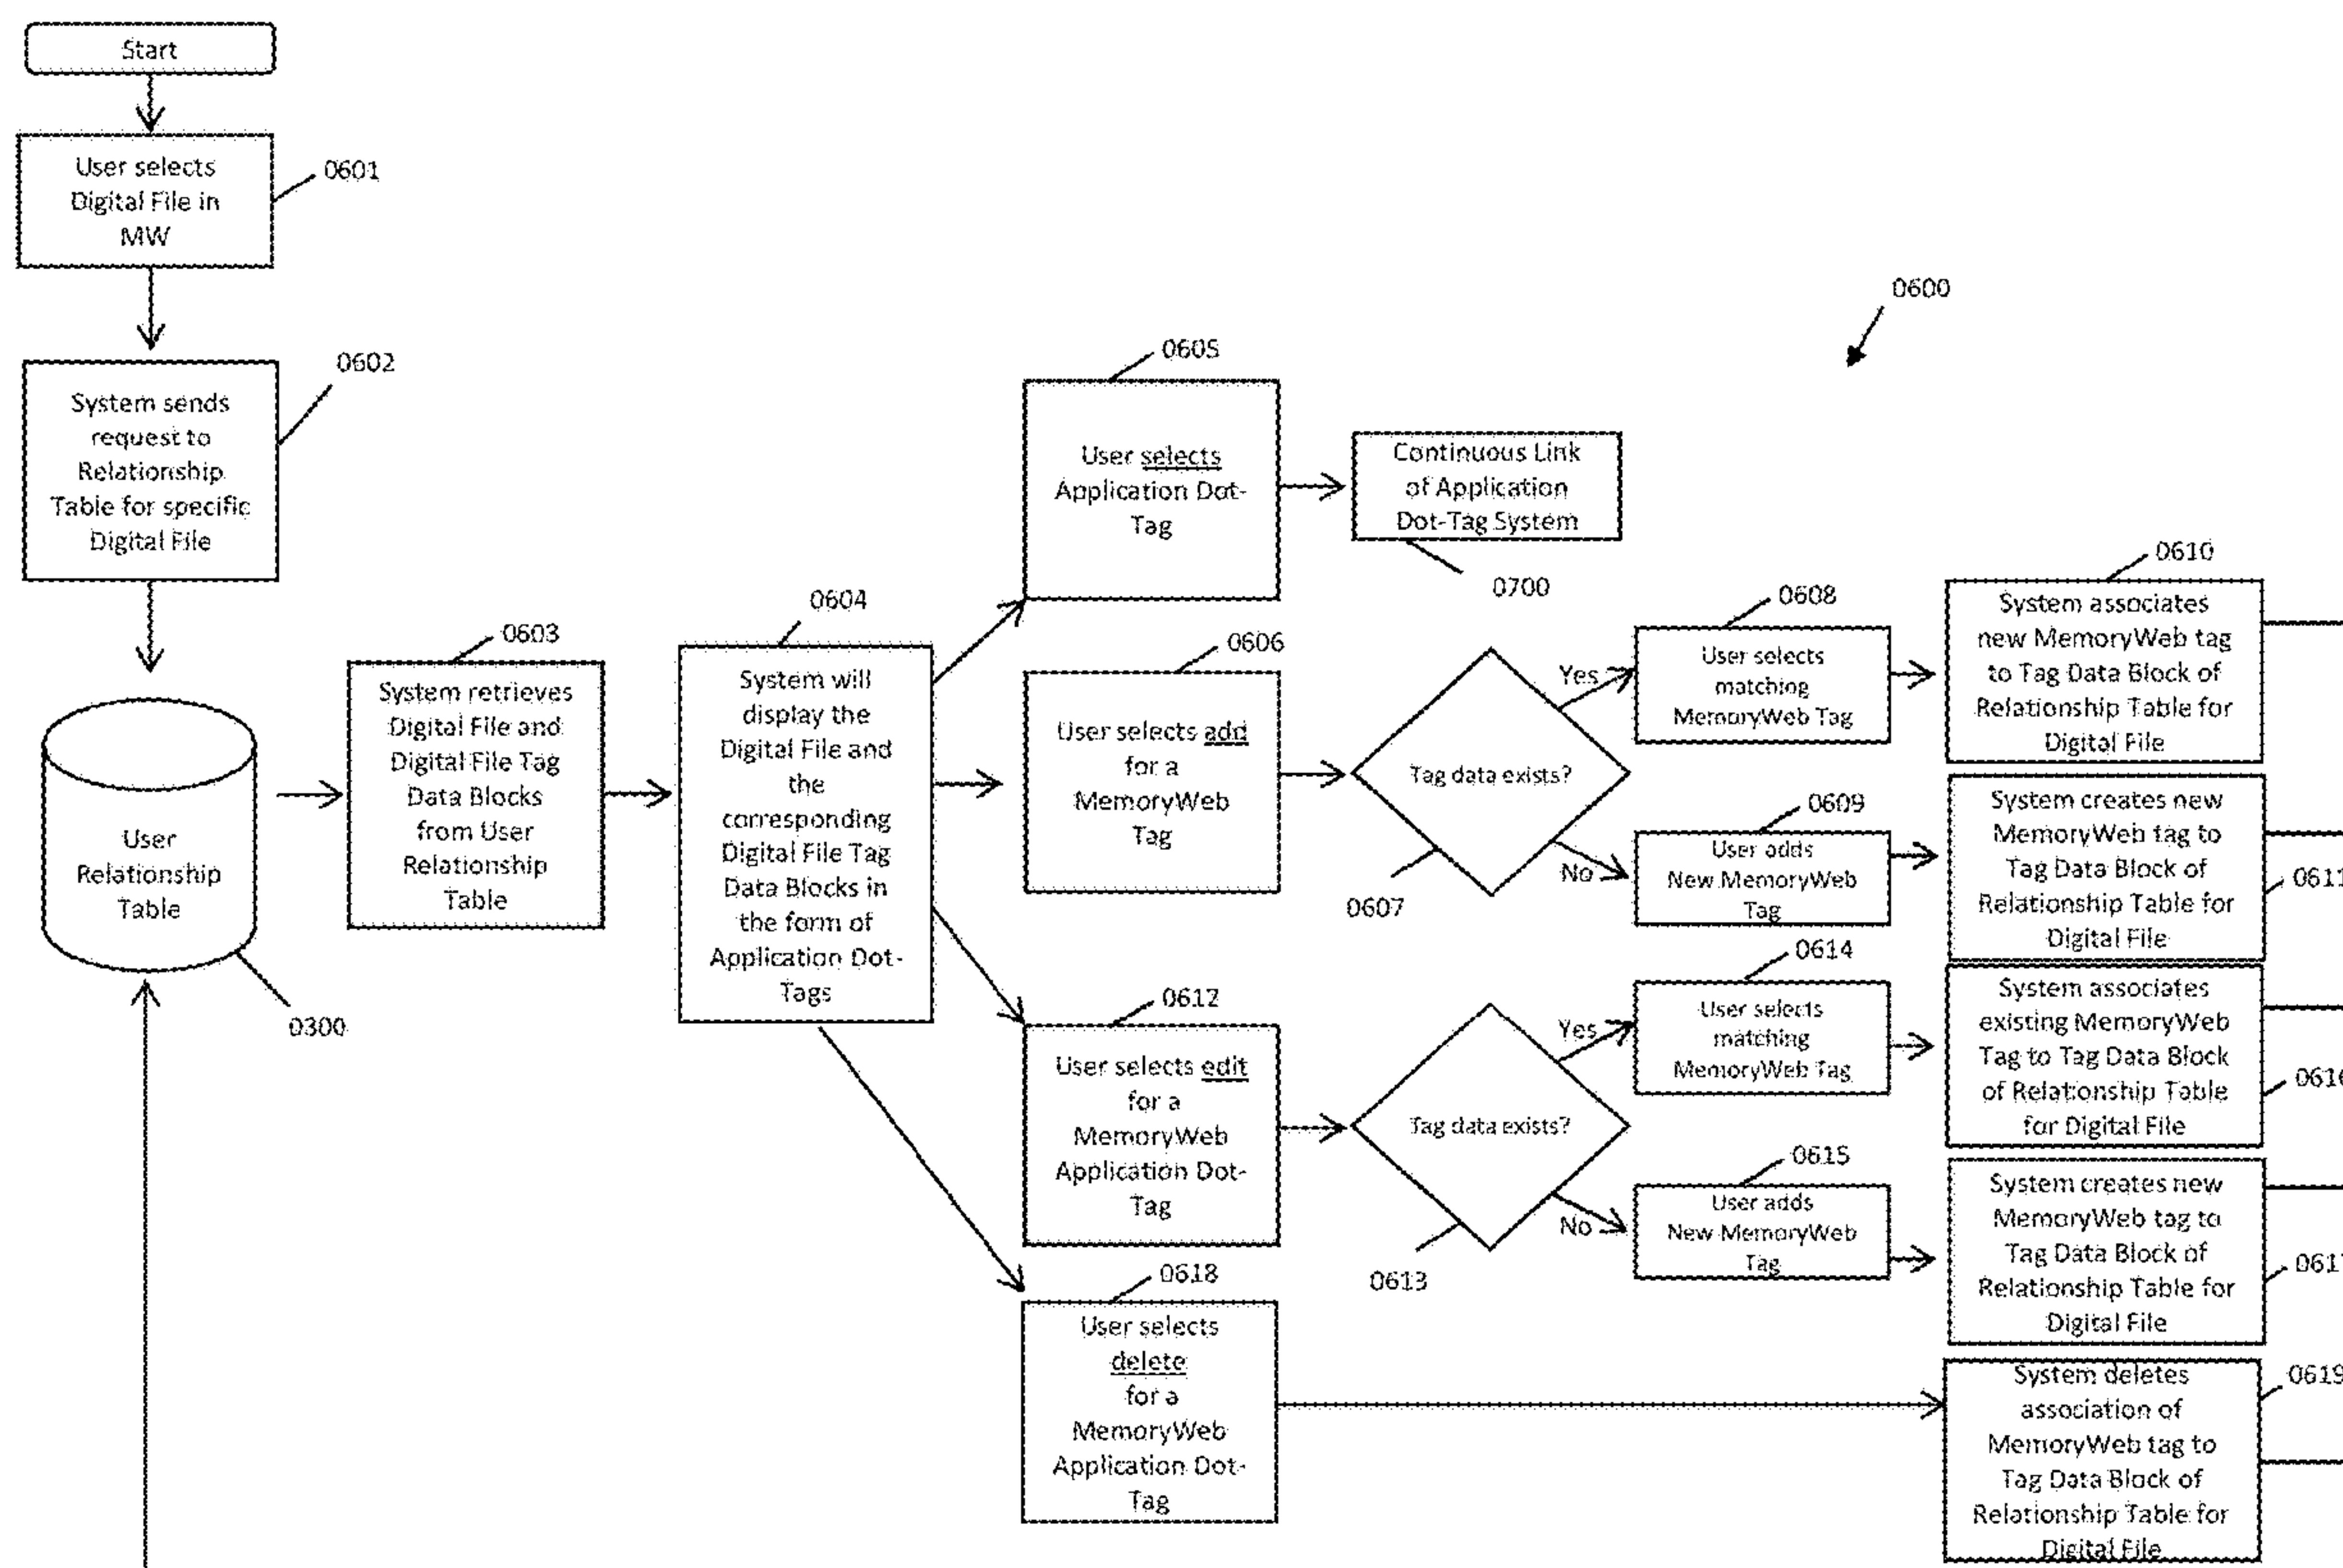 Start
User selects
Digital File in
MW
0601
System sends
request to
Relationship
Table for specific
Digital File
0602
User
Relationship
Table
0300
System retrieves
Digital File and
Digital File Tag
Data Blocks
from User
Relationship
Table
0603
System will
display the
Digital File and
the
corresponding
Digital File Tag
Data Blocks in
the form of
Application Dot-
Tags
0604
0600
User selects
Application Dot-
Tag
0605
Continuous Link
of Application
Dot-Tag System
0700
User selects add
for a
MemoryWeb
Tag
0606
Tag data exists?
0607
Yes
No
User selects
matching
MemoryWeb Tag
0608
User adds
New MemoryWeb
Tag
0609
System associates
new MemoryWeb tag
to Tag Data Block of
Relationship Table for
Digital File
0610
System creates new
MemoryWeb tag to
Tag Data Block of
Relationship Table for
Digital File
0611
User selects edit
for a
MemoryWeb
Application Dot-
Tag
0612
Tag data exists?
0613
Yes
No
User selects
matching
MemoryWeb Tag
0614
User adds
New MemoryWeb
Tag
0615
System associates
existing MemoryWeb
Tag to Tag Data Block
of Relationship Table
for Digital File
0616
System creates new
MemoryWeb tag to
Tag Data Block of
Relationship Table for
Digital File
061
User selects
delete
for a
MemoryWeb
Application Dot-
Tag
0618
System deletes
association of
MemoryWeb tag to
Tag Data Block of
Relationship Table for
Digital File
0619